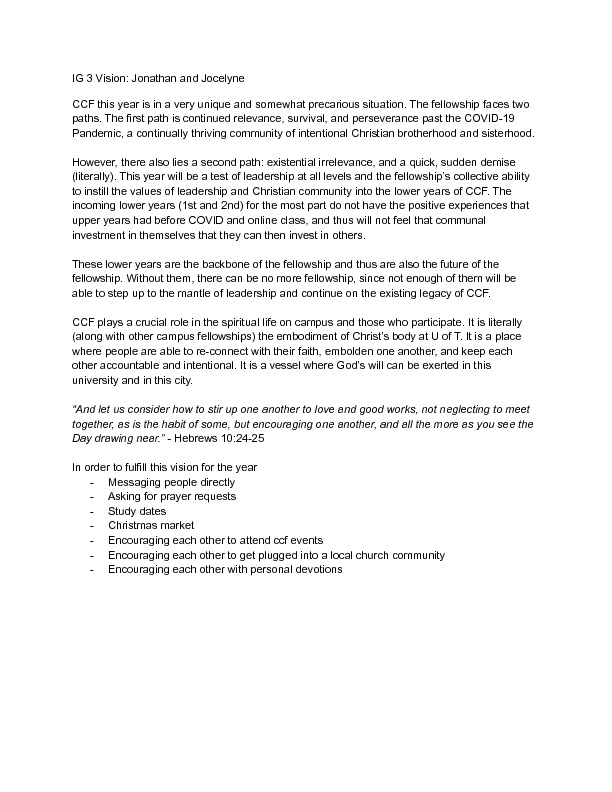 IG 3 Vision: Jonathan and Jocelyne
CCF this year is in a very unique and somewhat precarious situation. The fellowship faces two
paths. The first path is continued relevance, survival, and perseverance past the COVID-19
Pandemic, a continually thriving community of intentional Christian brotherhood and sisterhood.
However, there also lies a second path: existential irrelevance, and a quick, sudden demise
(literally). This year will be a test of leadership at all levels and the fellowship's collective ability
to instill the values of leadership and Christian community into the lower years of CCF. The
incoming lower years (1st and 2nd) for the most part do not have the positive experiences that
upper years had before COVID and online class, and thus will not feel that communal
investment in themselves that they can then invest in others.
These lower years are the backbone of the fellowship and thus are also the future of the
fellowship. Without them, there can be no more fellowship, since not enough of them will be
able to step up to the mantle of leadership and continue on the existing legacy of CCF.
CCF plays a crucial role in the spiritual life on campus and those who participate. It is literally
(along with other campus fellowships) the embodiment of Christ's body at U of T. It is a place
where people are able to re-connect with their faith, embolden one another, and keep each
other accountable and intentional. It is a vessel where God's will can be exerted in this
university and in this city.
“And let us consider how to stir up one another to love and good works, not neglecting to meet
together, as is the habit of some, but encouraging one another, and all the more as you see the
Day drawing near.” - Hebrews 10:24-25
In order to fulfill this vision for the year
- Messaging people directly
- Asking for prayer requests
- Study dates
- Christmas market
- Encouraging each other to attend ccf events
- Encouraging each other to get plugged into a local church community
- Encouraging each other with personal devotions